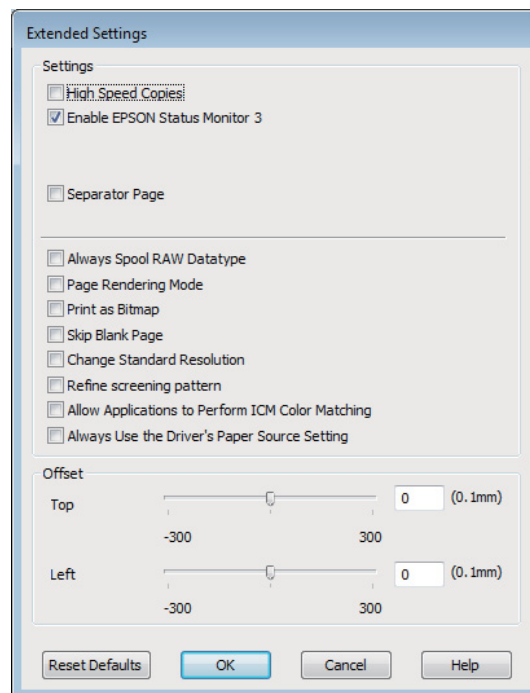 Extended Settings
Settings
High Speed Copies
Enable EPSON Status Monitor 3
Separator Page
Always Spool RAW Datatype
Page Rendering Mode
Print as Bitmap
Skip Blank Page
Change Standard Resolution
Refine screening pattern
Allow Applications to Perform ICM Color Matching
Always Use the Driver's Paper Source Setting
Offset
Top 0 (0.1mm)
-300 300
Left 0 (0.1mm)
-300 300
Reset Defaults OK Cancel Help